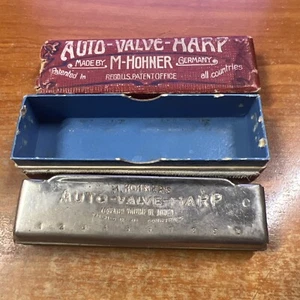 AUTO-VALVE-HARP
MADE BY M-HOHNER GERMANY
Patented in REGD U.S. PATENT OFFICE all countries
M. HOHNER'S
AUTO-VALVE-HARP